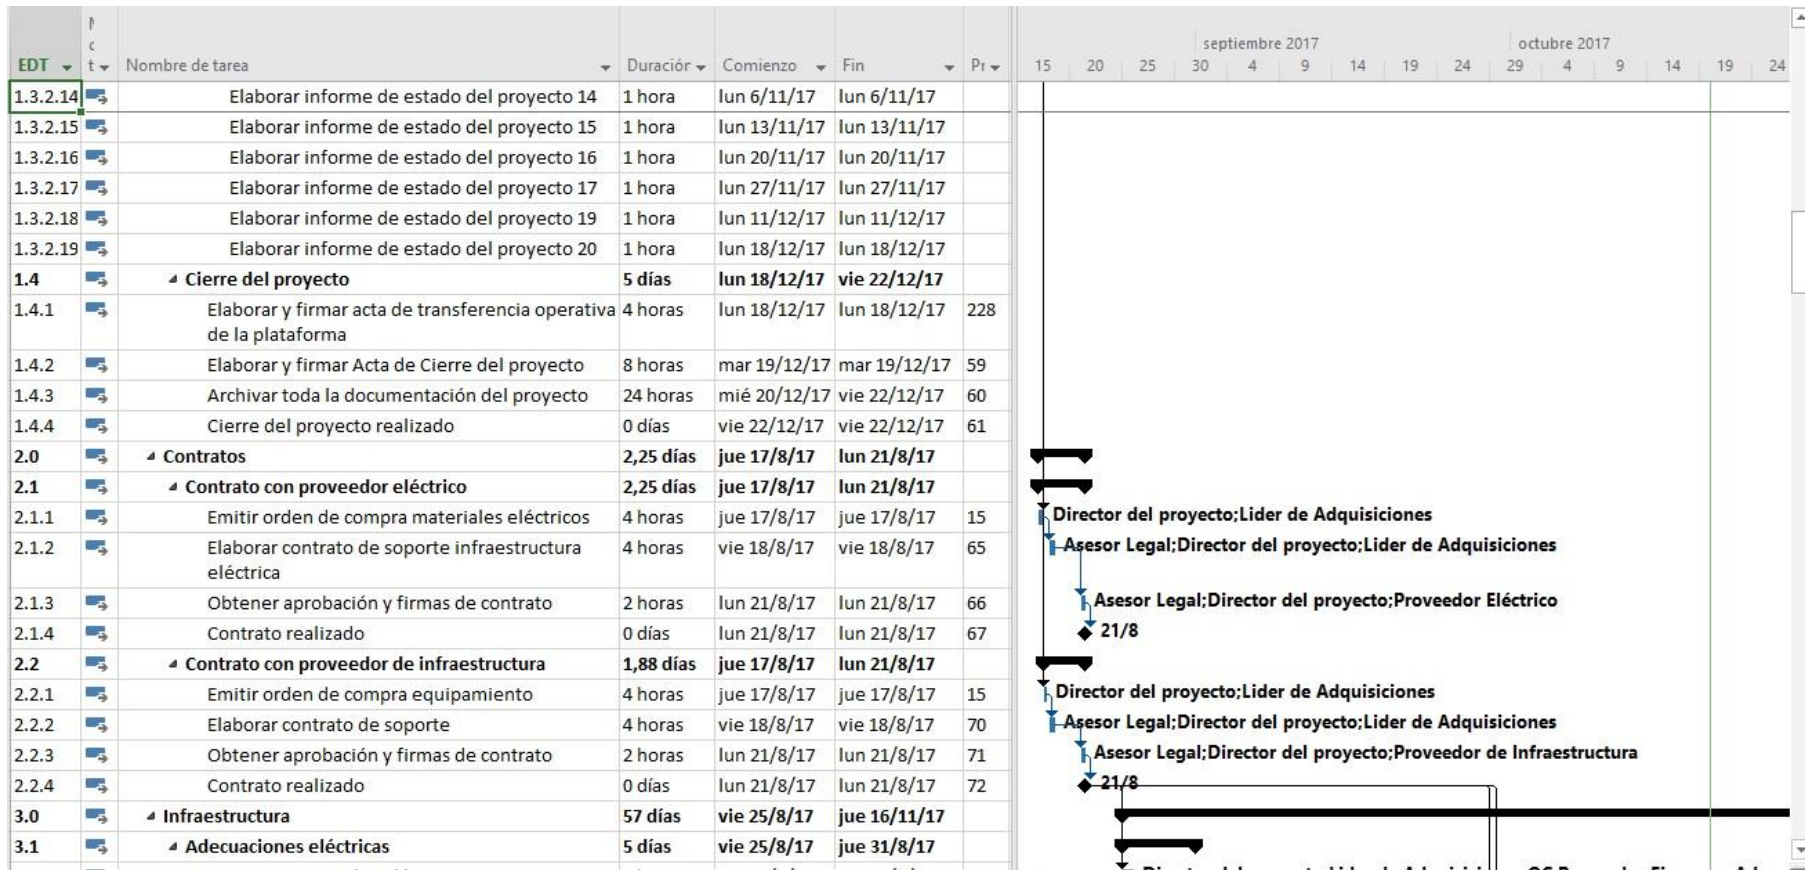 septiembre 2017 octubre 2017
EDT Nombre de tarea Duración Comienzo Fin Pr 15 20 25 30 4 9 14 19 24 29 4 9 14 19 24
1.3.2.14 Elaborar informe de estado del proyecto 14 1 hora lun 6/11/17 lun 6/11/17
1.3.2.15 Elaborar informe de estado del proyecto 15 1 hora lun 13/11/17 lun 13/11/17
1.3.2.16 Elaborar informe de estado del proyecto 16 1 hora lun 20/11/17 lun 20/11/17
1.3.2.17 Elaborar informe de estado del proyecto 17 1 hora lun 27/11/17 lun 27/11/17
1.3.2.18 Elaborar informe de estado del proyecto 19 1 hora lun 11/12/17 lun 11/12/17
1.3.2.19 Elaborar informe de estado del proyecto 20 1 hora lun 18/12/17 lun 18/12/17
1.4 Cierre del proyecto 5 días lun 18/12/17 vie 22/12/17
1.4.1 Elaborar y firmar acta de transferencia operativa 4 horas lun 18/12/17 lun 18/12/17 228
de la plataforma
1.4.2 Elaborar y firmar Acta de Cierre del proyecto 8 horas mar 19/12/17 mar 19/12/17 59
1.4.3 Archivar toda la documentación del proyecto 24 horas mié 20/12/17 vie 22/12/17 60
1.4.4 Cierre del proyecto realizado 0 días vie 22/12/17 vie 22/12/17 61
2.0 Contratos 2,25 días jue 17/8/17 lun 21/8/17
2.1 Contrato con proveedor eléctrico 2,25 días jue 17/8/17 lun 21/8/17
2.1.1 Emitir orden de compra materiales eléctricos 4 horas jue 17/8/17 jue 17/8/17 15 Director del proyecto;Lider de Adquisiciones
2.1.2 Elaborar contrato de soporte infraestructura 4 horas vie 18/8/17 vie 18/8/17 65 Asesor Legal;Director del proyecto;Lider de Adquisiciones
eléctrica
2.1.3 Obtener aprobación y firmas de contrato 2 horas lun 21/8/17 lun 21/8/17 66 Asesor Legal;Director del proyecto;Proveedor Eléctrico
2.1.4 Contrato realizado 0 días lun 21/8/17 lun 21/8/17 67 21/8
2.2 Contrato con proveedor de infraestructura 1,88 días jue 17/8/17 lun 21/8/17
2.2.1 Emitir orden de compra equipamiento 4 horas jue 17/8/17 jue 17/8/17 15 Director del proyecto;Lider de Adquisiciones
2.2.2 Elaborar contrato de soporte 4 horas vie 18/8/17 vie 18/8/17 70 Asesor Legal;Director del proyecto;Lider de Adquisiciones
2.2.3 Obtener aprobación y firmas de contrato 2 horas lun 21/8/17 lun 21/8/17 71 Asesor Legal;Director del proyecto;Proveedor de Infraestructura
2.2.4 Contrato realizado 0 días lun 21/8/17 lun 21/8/17 72 21/8
3.0 Infraestructura 57 días vie 25/8/17 jue 16/11/17
3.1 Adecuaciones eléctricas 5 días vie 25/8/17 jue 31/8/17